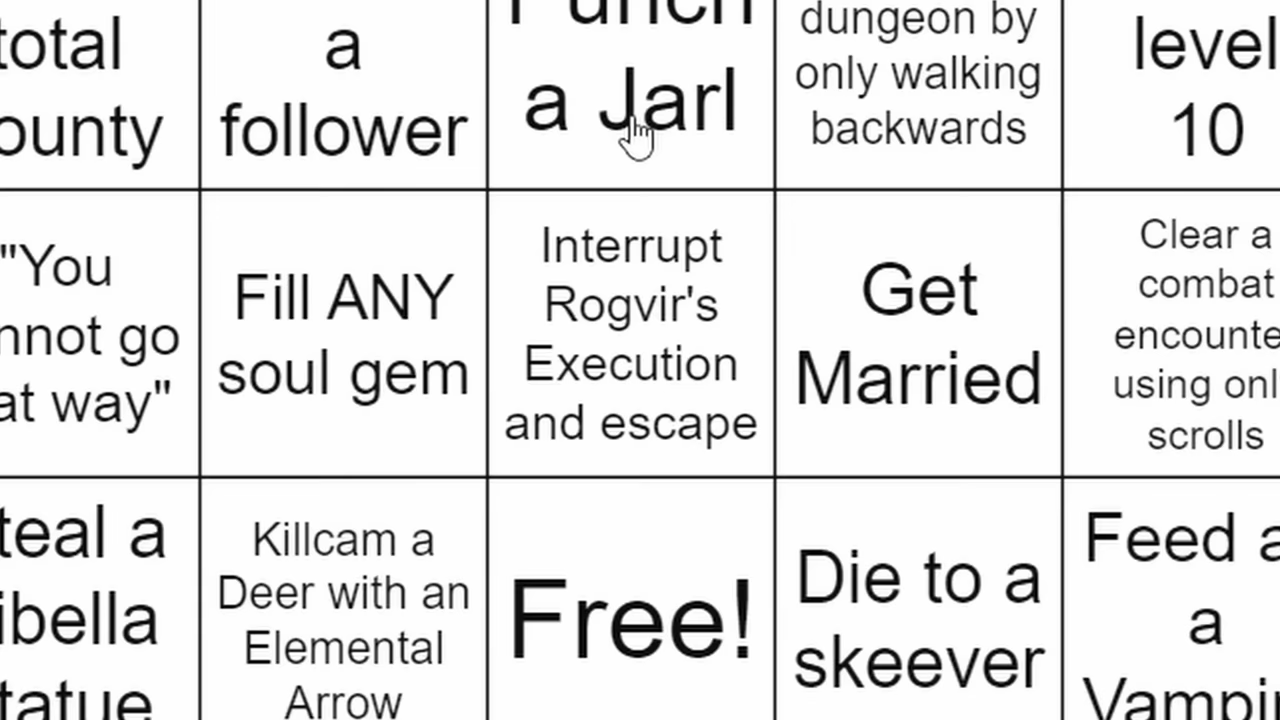 total
ounty
a
follower
Punch
a Jarl
dungeon by
only walking
backwards
level
10
"You
nnot go
at way"
Fill ANY
soul gem
Interrupt
Rogvir's
Execution
and escape
Get
Married
Clear a
combat
encounte
using onl
scrolls
teal a
ibella
tatue
Killcam a
Deer with an
Elemental
Arrow
Free!
Die to a
skeever
Feed a
a
Vampir